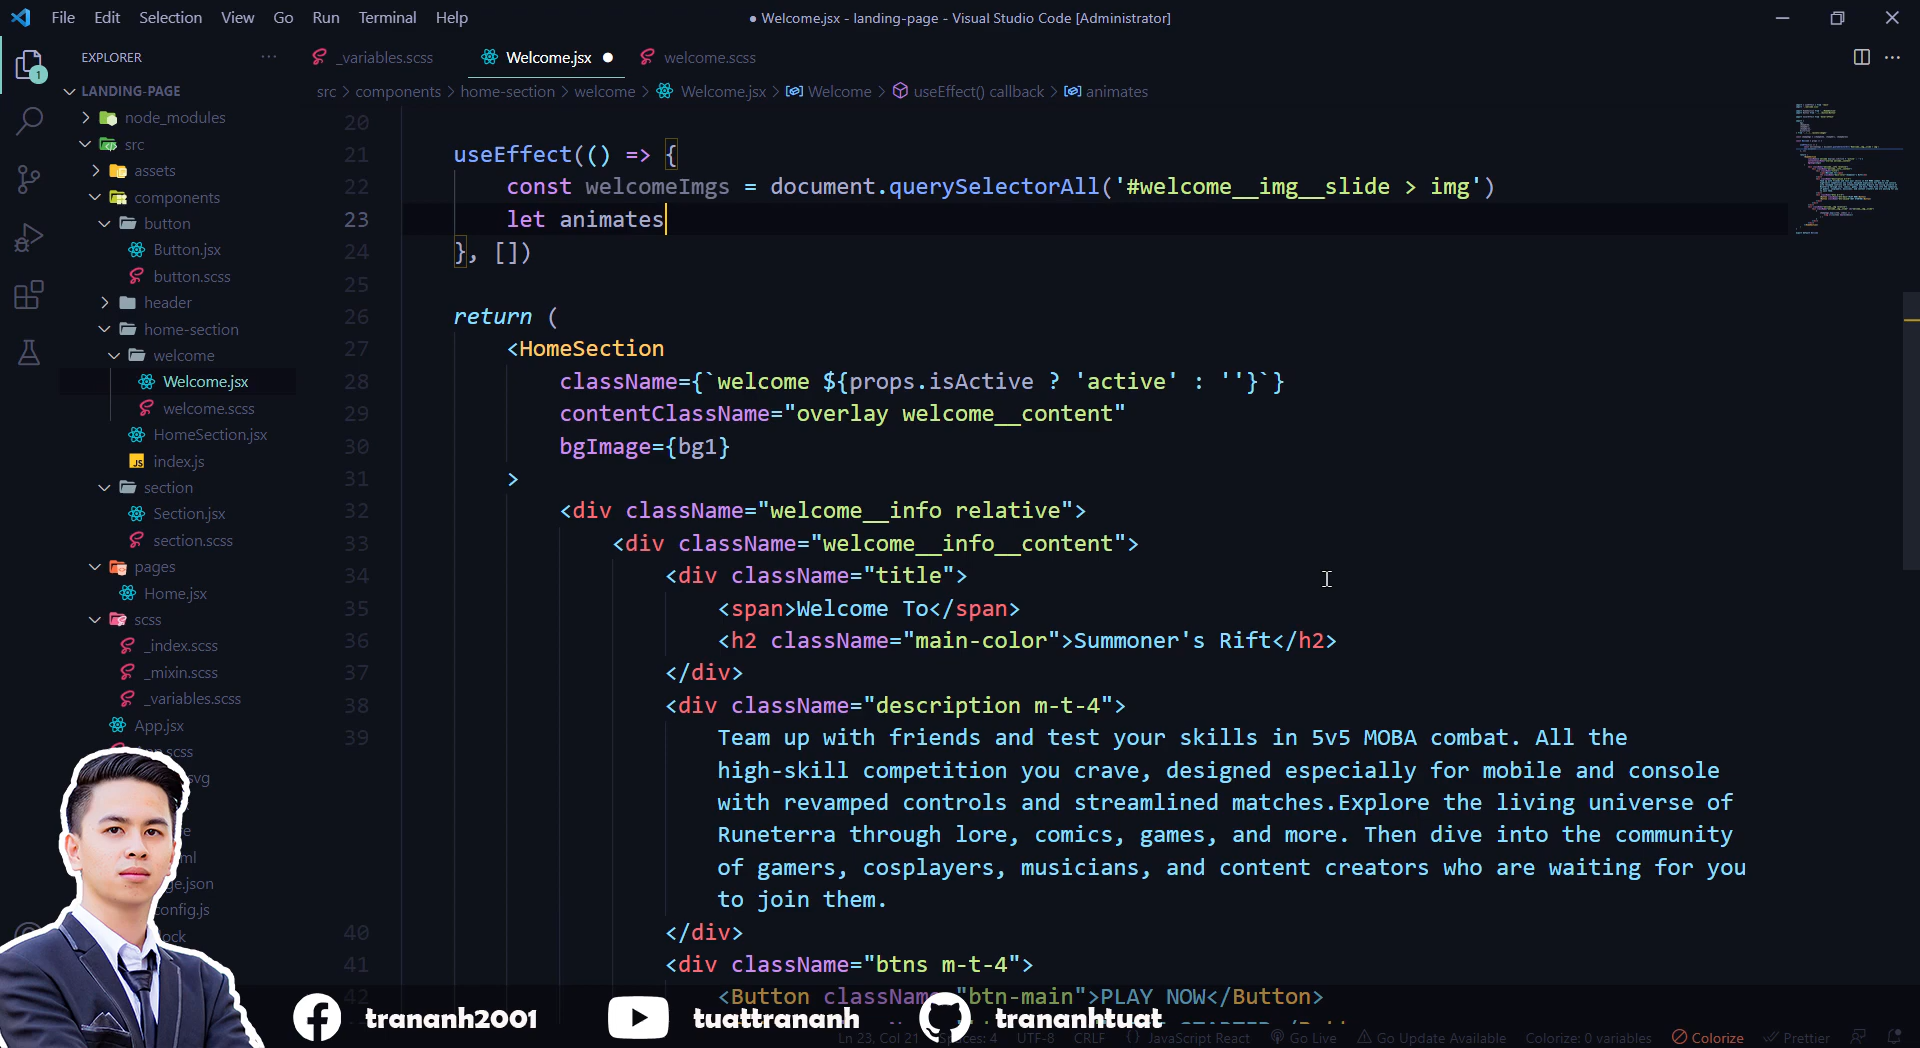 File Edit Selection View Go Run Terminal Help
● Welcome.jsx - landing-page - Visual Studio Code [Administrator]
1
EXPLORER
_variables.scss
Welcome.jsx
welcome.scss
src > components > home-section > welcome > Welcome.jsx > Welcome > useEffect() callback > animates
LANDING-PAGE
node_modules
src
assets
components
button
Button.jsx
button.scss
header
home-section
welcome
Welcome.jsx
welcome.scss
HomeSection.jsx
JS index.js
section
Section.jsx
section.scss
pages
Home.jsx
scss
_index.scss
_mixin.scss
_variables.scss
App.jsx
20
21 useEffect(() => {
22 const welcomeImgs = document.querySelectorAll('#welcome__img__slide > img')
23 let animates
24 }, [])
25
26 return (
27 <HomeSection
28 className={`welcome ${props.isActive ? 'active' : ''}`}
29 contentClassName="overlay welcome__content"
30 bgImage={bg1}
31 >
32 <div className="welcome__info relative">
33 <div className="welcome__info__content">
34 <div className="title">
35 <span>Welcome To</span>
36 <h2 className="main-color">Summoner's Rift</h2>
37 </div>
38 <div className="description m-t-4">
39 Team up with friends and test your skills in 5v5 MOBA combat. All the
high-skill competition you crave, designed especially for mobile and console
with revamped controls and streamlined matches.Explore the living universe of
Runeterra through lore, comics, games, and more. Then dive into the community
of gamers, cosplayers, musicians, and content creators who are waiting for you
to join them.
40 </div>
41 <div className="btns m-t-4">
42 <Button className="btn-main">PLAY NOW</Button>
trananh2001
tuattrananh
trananhtuat
Ln 23, Col 21 Spaces: 4 UTF-8 CRLF {} JavaScript React Go Live Go Update Available Colorize: 0 variables Colorize Prettier